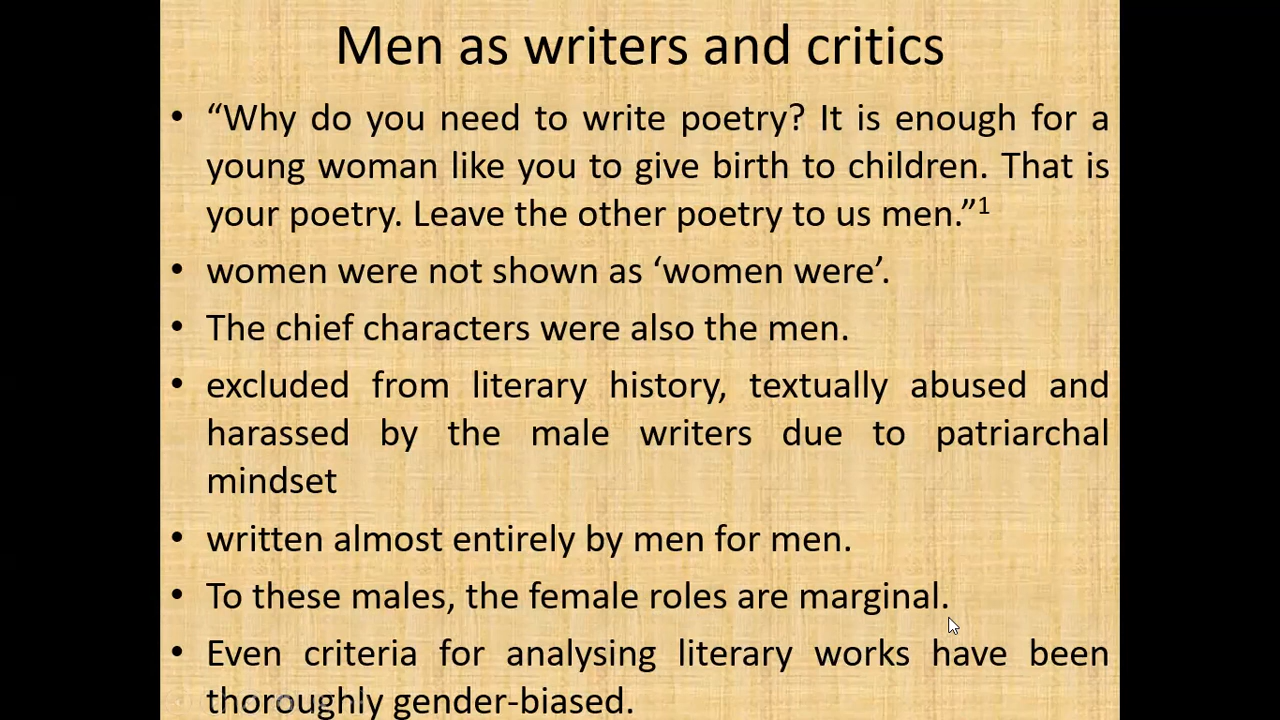 Men as writers and critics
• “Why do you need to write poetry? It is enough for a
young woman like you to give birth to children. That is
your poetry. Leave the other poetry to us men.”¹
• women were not shown as ‘women were’.
• The chief characters were also the men.
• excluded from literary history, textually abused and
harassed by the male writers due to patriarchal
mindset
• written almost entirely by men for men.
• To these males, the female roles are marginal.
• Even criteria for analysing literary works have been
thoroughly gender-biased.